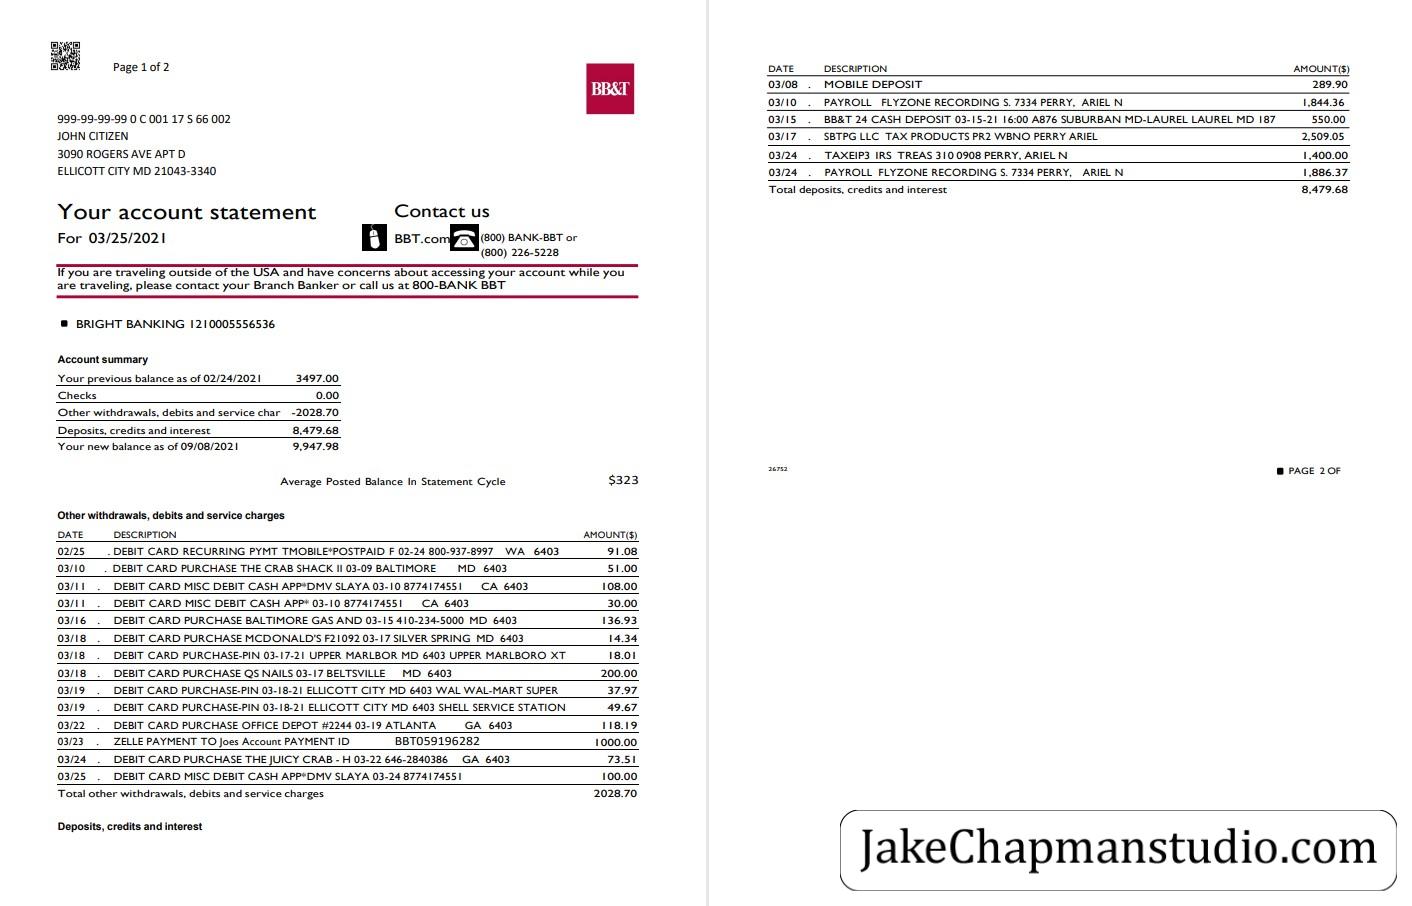 Page 1 of 2
BB&T
999-99-99-99 0 C 001 17 S 66 002
JOHN CITIZEN
3090 ROGERS AVE APT D
ELLICOTT CITY MD 21043-3340
Your account statement
For 03/25/2021
Contact us
BBT.com
(800) BANK-BBT or
(800) 226-5228
If you are traveling outside of the USA and have concerns about accessing your account while you
are traveling, please contact your Branch Banker or call us at 800-BANK BBT
■ BRIGHT BANKING 1210005556536
Account summary
Your previous balance as of 02/24/2021 3497.00
Checks 0.00
Other withdrawals, debits and service char -2028.70
Deposits, credits and interest 8,479.68
Your new balance as of 09/08/2021 9,947.98
Average Posted Balance In Statement Cycle $323
Other withdrawals, debits and service charges
DATE DESCRIPTION AMOUNT($)
02/25 . DEBIT CARD RECURRING PYMT TMOBILE*POSTPAID F 02-24 800-937-8997 WA 6403 91.08
03/10 . DEBIT CARD PURCHASE THE CRAB SHACK II 03-09 BALTIMORE MD 6403 51.00
03/11 . DEBIT CARD MISC DEBIT CASH APP*DMV SLAYA 03-10 8774174551 CA 6403 108.00
03/11 . DEBIT CARD MISC DEBIT CASH APP* 03-10 8774174551 CA 6403 30.00
03/16 . DEBIT CARD PURCHASE BALTIMORE GAS AND 03-15 410-234-5000 MD 6403 136.93
03/18 . DEBIT CARD PURCHASE MCDONALD'S F21092 03-17 SILVER SPRING MD 6403 14.34
03/18 . DEBIT CARD PURCHASE-PIN 03-17-21 UPPER MARLBOR MD 6403 UPPER MARLBORO XT 18.01
03/18 . DEBIT CARD PURCHASE QS NAILS 03-17 BELTSVILLE MD 6403 200.00
03/19 . DEBIT CARD PURCHASE-PIN 03-18-21 ELLICOTT CITY MD 6403 WAL WAL-MART SUPER 37.97
03/19 . DEBIT CARD PURCHASE-PIN 03-18-21 ELLICOTT CITY MD 6403 SHELL SERVICE STATION 49.67
03/22 . DEBIT CARD PURCHASE OFFICE DEPOT #2244 03-19 ATLANTA GA 6403 118.19
03/23 . ZELLE PAYMENT TO Joes Account PAYMENT ID BBT059196282 1000.00
03/24 . DEBIT CARD PURCHASE THE JUICY CRAB - H 03-22 646-2840386 GA 6403 73.51
03/25 . DEBIT CARD MISC DEBIT CASH APP*DMV SLAYA 03-24 8774174551 100.00
Total other withdrawals, debits and service charges 2028.70
Deposits, credits and interest
DATE DESCRIPTION AMOUNT($)
03/08 . MOBILE DEPOSIT 289.90
03/10 . PAYROLL FLYZONE RECORDING S. 7334 PERRY, ARIEL N 1,844.36
03/15 . BB&T 24 CASH DEPOSIT 03-15-21 16:00 A876 SUBURBAN MD-LAUREL LAUREL MD 187 550.00
03/17 . SBTPG LLC TAX PRODUCTS PR2 WBNO PERRY ARIEL 2,509.05
03/24 . TAXEIP3 IRS TREAS 310 0908 PERRY, ARIEL N 1,400.00
03/24 . PAYROLL FLYZONE RECORDING S. 7334 PERRY, ARIEL N 1,886.37
Total deposits, credits and interest 8,479.68
26752
■ PAGE 2 OF
JakeChapmanstudio.com